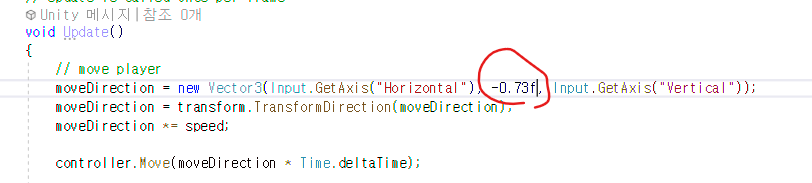 // Update is called once per frame
Unity 메시지|참조 0개
void Update()
{
// move player
moveDirection = new Vector3(Input.GetAxis("Horizontal"), -0.73f, Input.GetAxis("Vertical"));
moveDirection = transform.TransformDirection(moveDirection);
moveDirection *= speed;
controller.Move(moveDirection * Time.deltaTime);